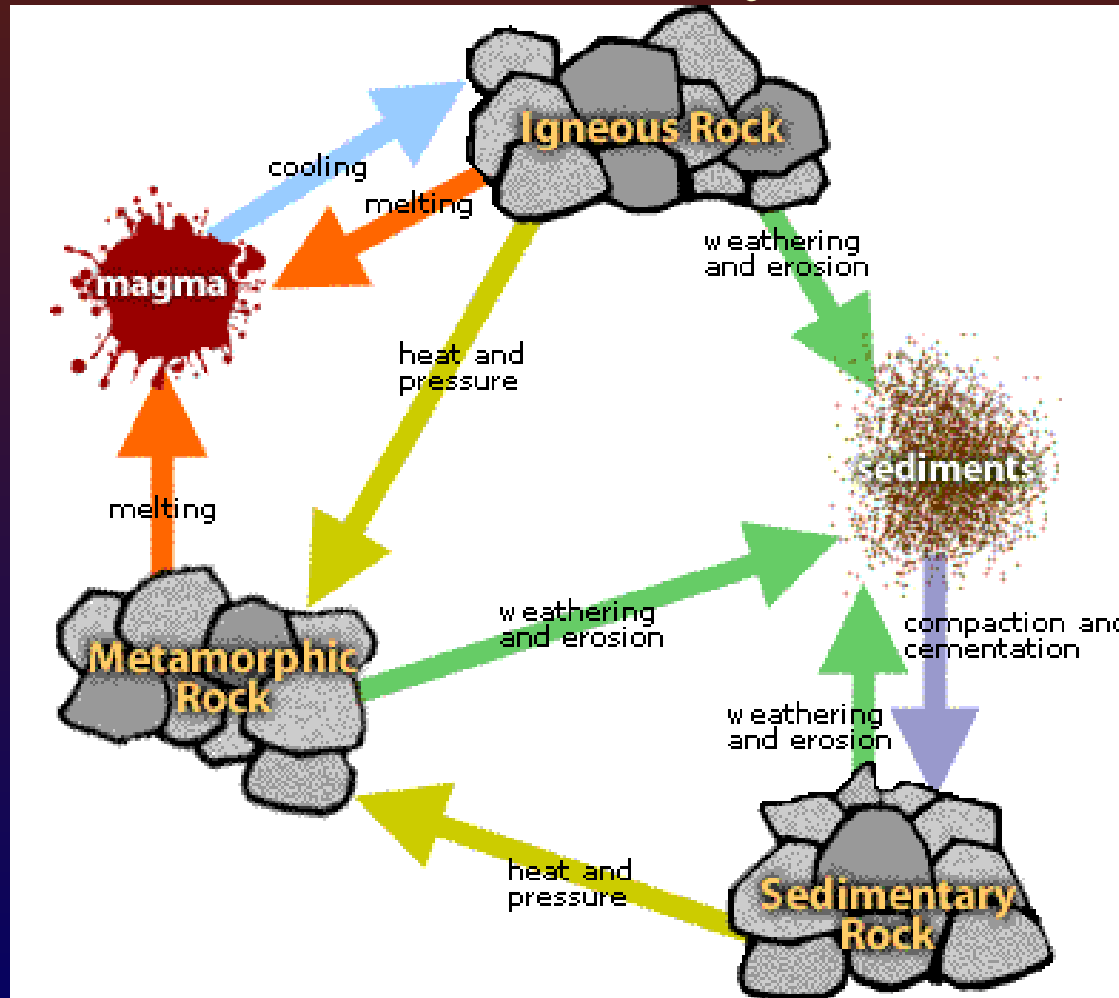 Igneous Rock
cooling
melting
weathering
and erosion
magma
heat and
pressure
sediments
melting
weathering
and erosion
compaction and
cementation
Metamorphic
Rock
weathering
and erosion
heat and
pressure
Sedimentary
Rock